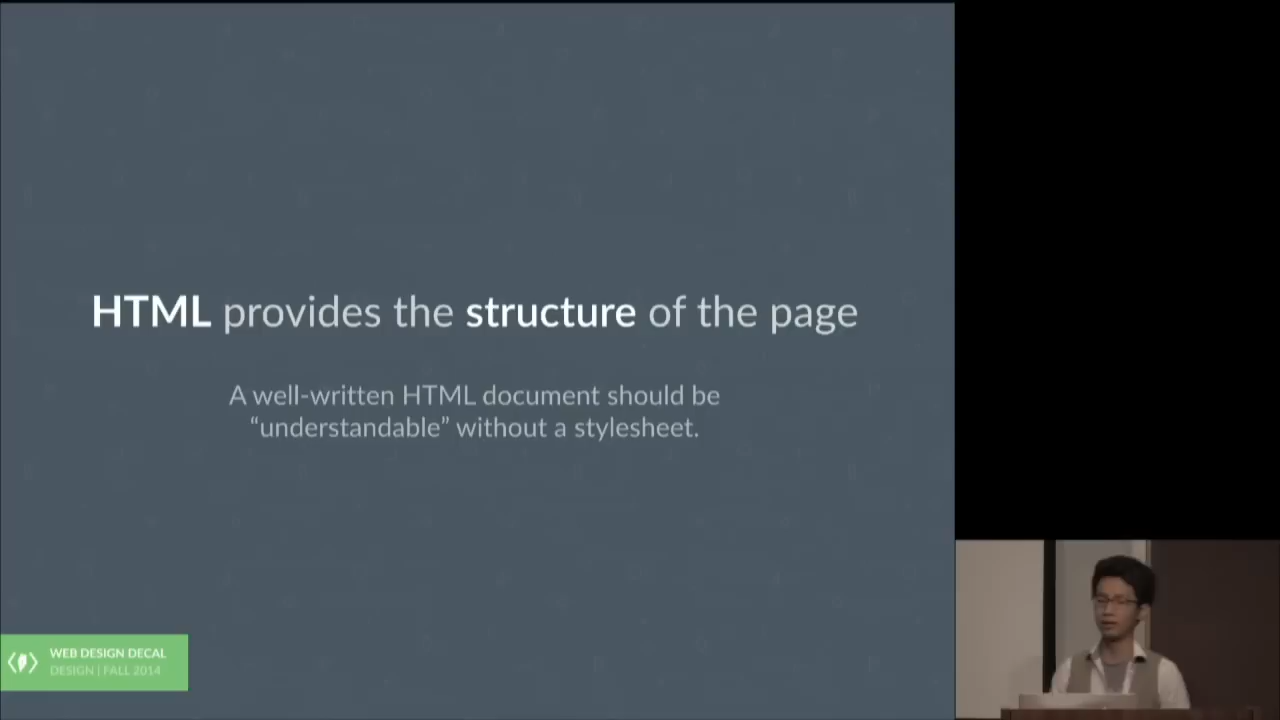 HTML provides the structure of the page
A well-written HTML document should be
“understandable” without a stylesheet.
WEB DESIGN DECAL
DESIGN | FALL 2014